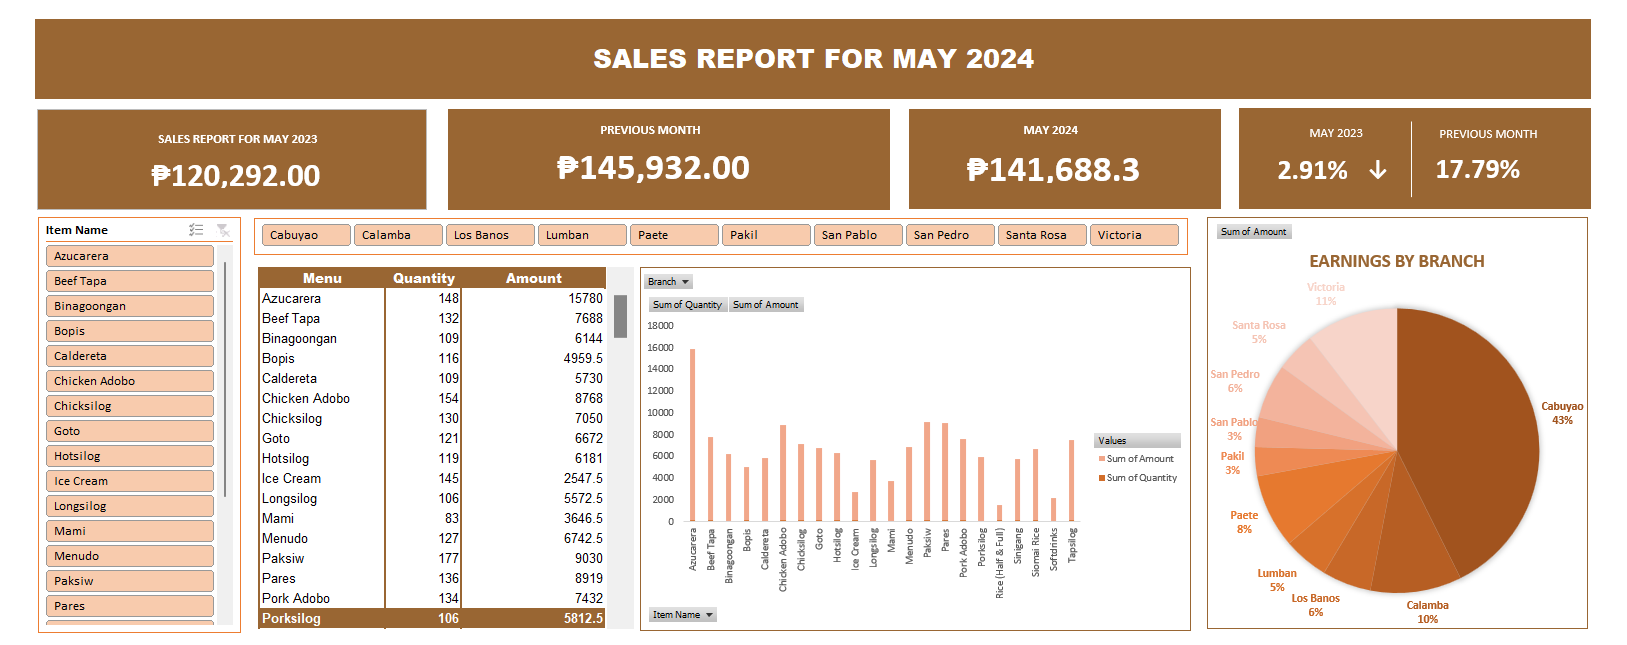 SALES REPORT FOR MAY 2024
SALES REPORT FOR MAY 2023
₱120,292.00
PREVIOUS MONTH
₱145,932.00
MAY 2024
₱141,688.3
MAY 2023
2.91% ↓
PREVIOUS MONTH
17.79%
Item Name
Azucarera
Beef Tapa
Binagoongan
Bopis
Caldereta
Chicken Adobo
Chicksilog
Goto
Hotsilog
Ice Cream
Longsilog
Mami
Menudo
Paksiw
Pares
Cabuyao Calamba Los Banos Lumban Paete Pakil San Pablo San Pedro Santa Rosa Victoria
Menu Quantity Amount
Azucarera 148 15780
Beef Tapa 132 7688
Binagoongan 109 6144
Bopis 116 4959.5
Caldereta 109 5730
Chicken Adobo 154 8768
Chicksilog 130 7050
Goto 121 6672
Hotsilog 119 6181
Ice Cream 145 2547.5
Longsilog 106 5572.5
Mami 83 3646.5
Menudo 127 6742.5
Paksiw 177 9030
Pares 136 8919
Pork Adobo 134 7432
Porksilog 106 5812.5
Branch
Sum of Quantity Sum of Amount
18000
16000
14000
12000
10000
8000
6000
4000
2000
0
Azucarera
Beef Tapa
Binagoongan
Bopis
Caldereta
Chicken Adobo
Chicksilog
Goto
Hotsilog
Ice Cream
Longsilog
Mami
Menudo
Paksiw
Pares
Pork Adobo
Porksilog
Rice (Half & Full)
Sinigang
Siomai Rice
Softdrinks
Tapsilog
Values
Sum of Amount
Sum of Quantity
Item Name
Sum of Amount
EARNINGS BY BRANCH
Victoria
11%
Santa Rosa
5%
San Pedro
6%
San Pablo
3%
Pakil
3%
Paete
8%
Lumban
5%
Los Banos
6%
Calamba
10%
Cabuyao
43%